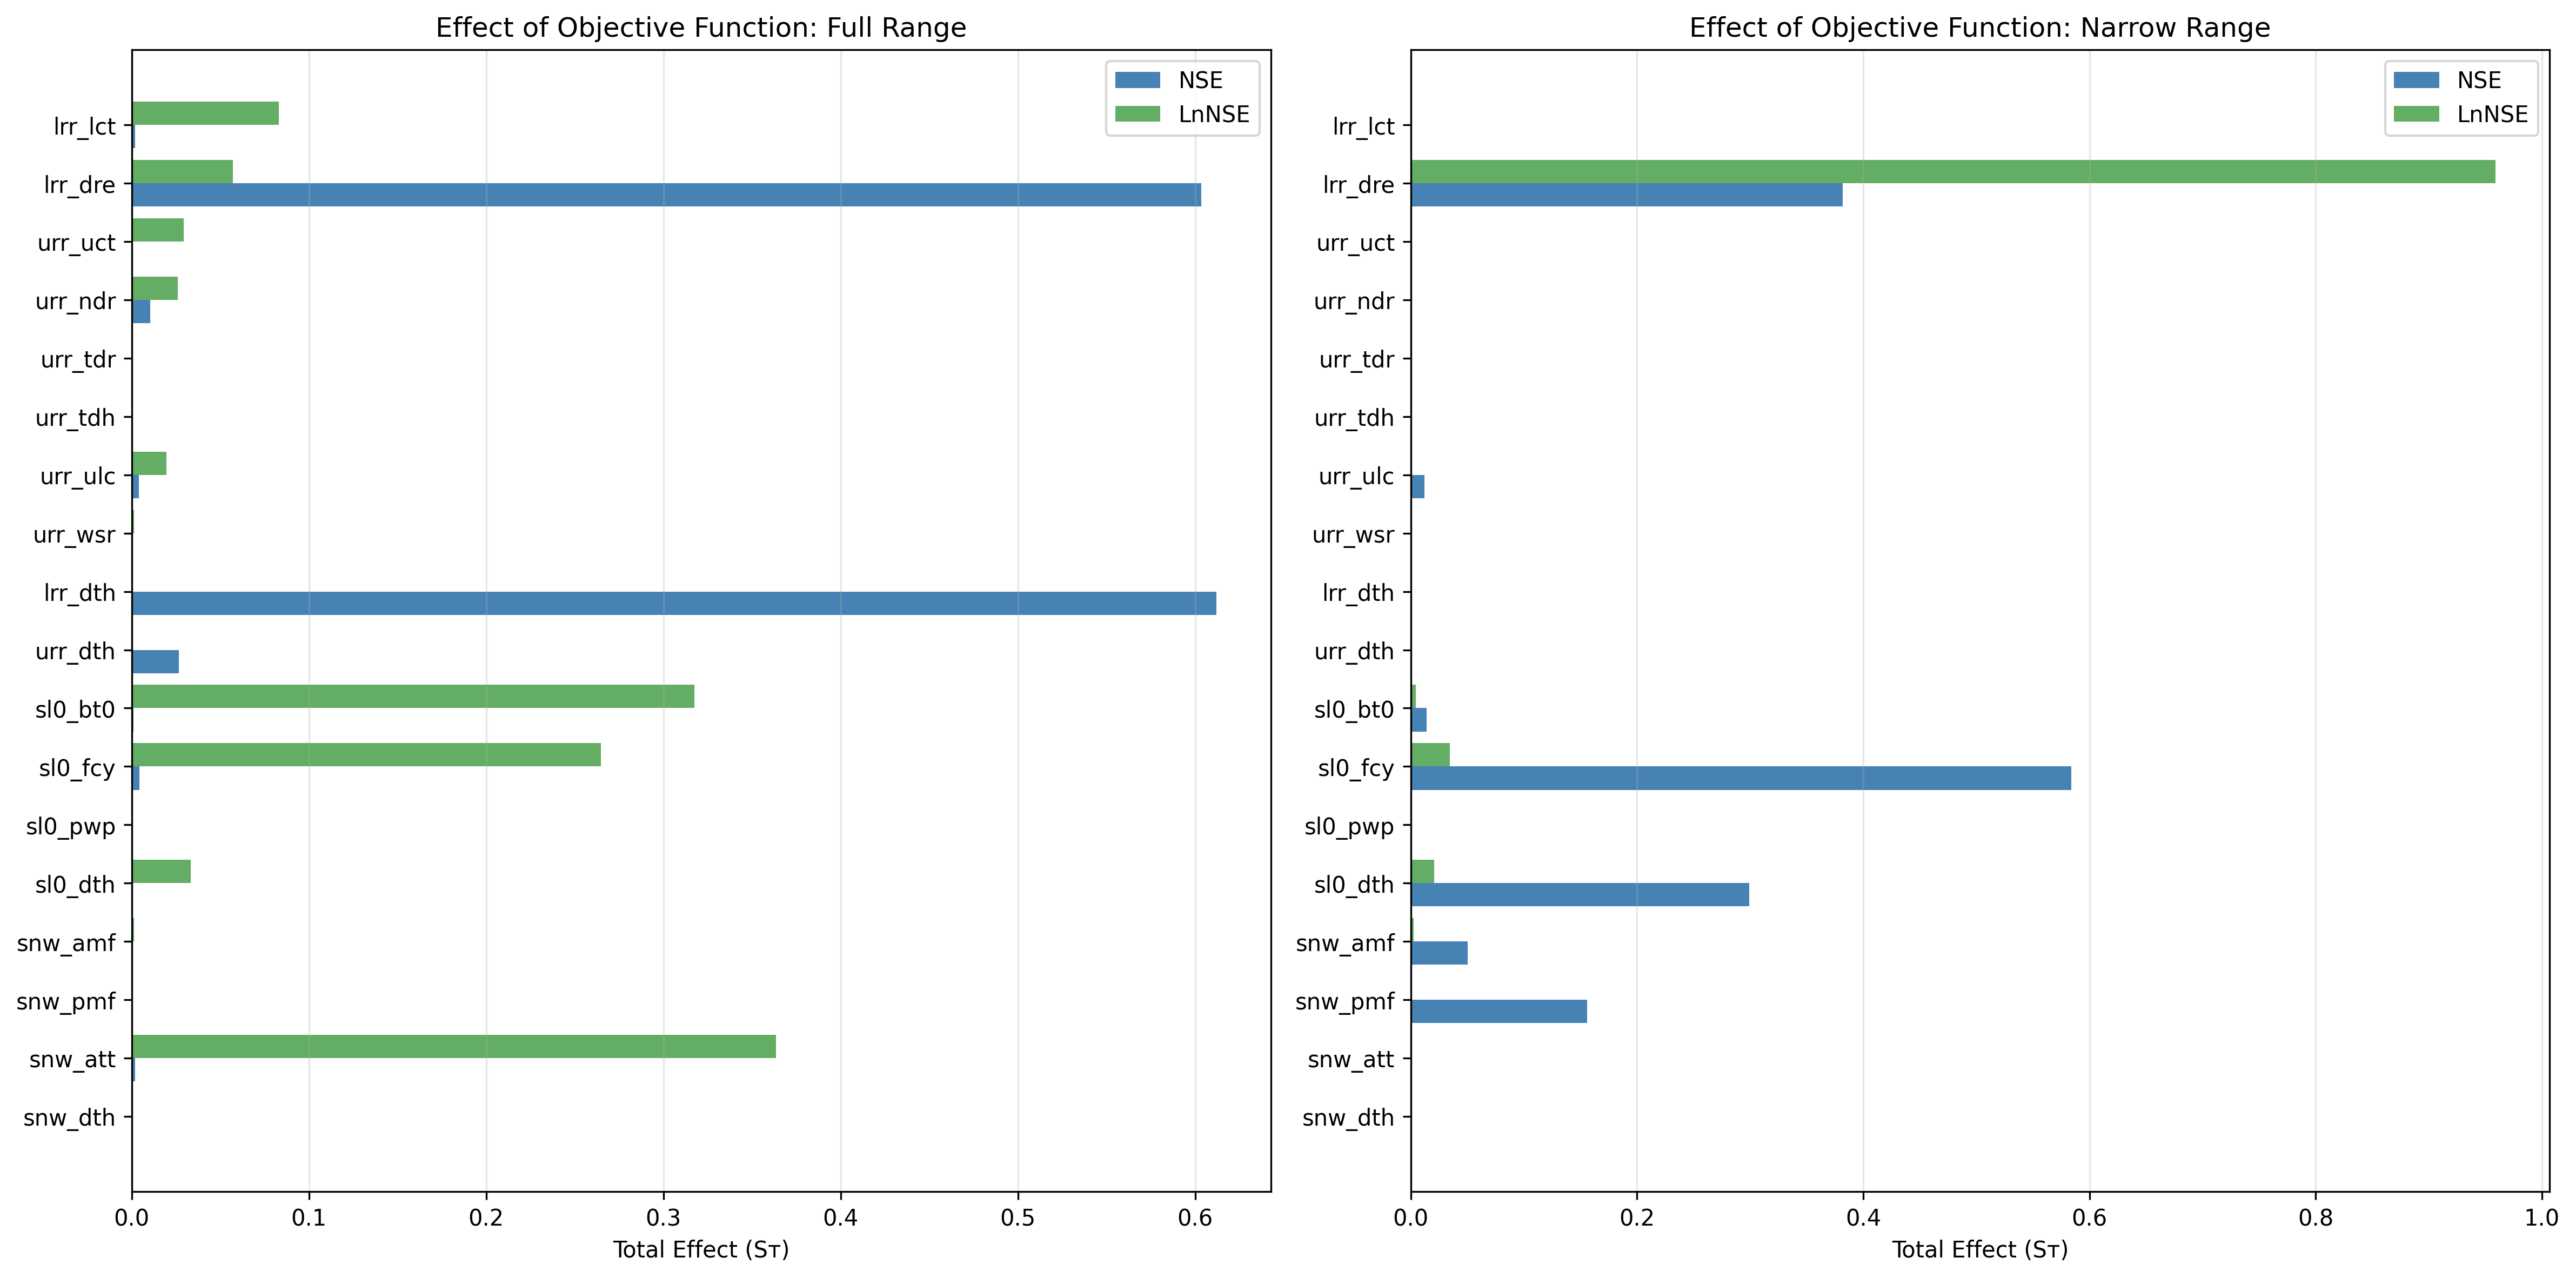 Effect of Objective Function: Full Range
NSE
LnNSE
lrr_lct
lrr_dre
urr_uct
urr_ndr
urr_tdr
urr_tdh
urr_ulc
urr_wsr
lrr_dth
urr_dth
sl0_bt0
sl0_fcy
sl0_pwp
sl0_dth
snw_amf
snw_pmf
snw_att
snw_dth
0.0 0.1 0.2 0.3 0.4 0.5 0.6
Total Effect (Sᴛ)
Effect of Objective Function: Narrow Range
NSE
LnNSE
lrr_lct
lrr_dre
urr_uct
urr_ndr
urr_tdr
urr_tdh
urr_ulc
urr_wsr
lrr_dth
urr_dth
sl0_bt0
sl0_fcy
sl0_pwp
sl0_dth
snw_amf
snw_pmf
snw_att
snw_dth
0.0 0.2 0.4 0.6 0.8 1.0
Total Effect (Sᴛ)